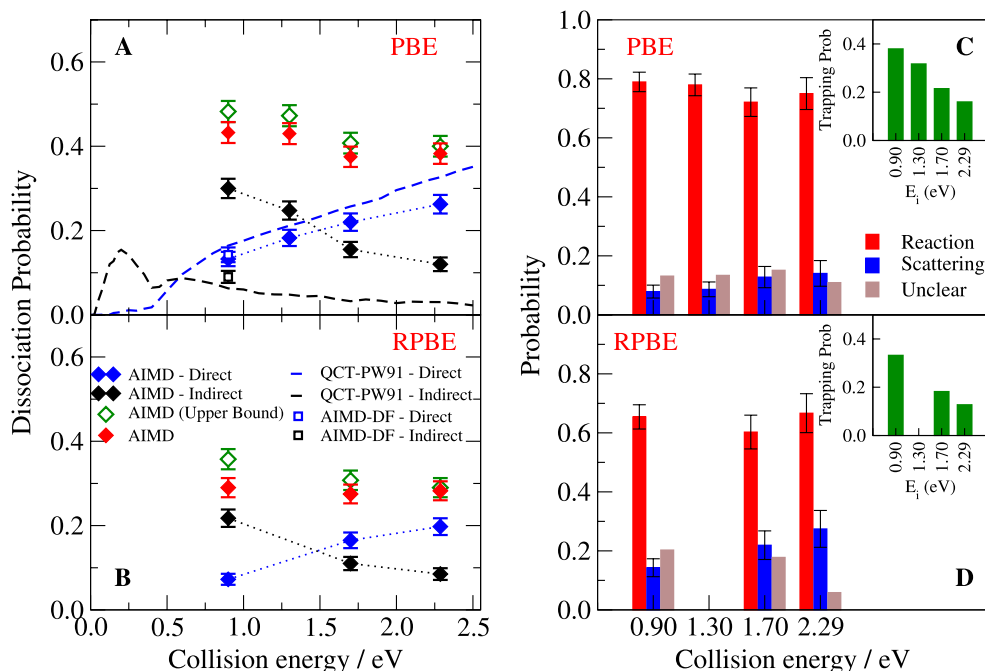 A
PBE
0.6
0.4
0.2
0.0
Dissociation Probability
RPBE
AIMD - Direct
AIMD - Indirect
AIMD (Upper Bound)
AIMD
QCT-PW91 - Direct
QCT-PW91 - Indirect
AIMD-DF - Direct
AIMD-DF - Indirect
0.6
0.4
0.2
0.0
B
0.0 0.5 1.0 1.5 2.0 2.5
Collision energy / eV
PBE
C
1.0
0.8
0.6
0.4
0.2
0.0
Probability
Trapping Prob
0.4
0.2
0.0
0.90 1.30 1.70 2.29
E_i (eV)
Reaction
Scattering
Unclear
RPBE
D
0.8
0.6
0.4
0.2
0.0
Trapping Prob
0.4
0.2
0.0
0.90 1.30 1.70 2.29
E_i (eV)
0.90 1.30 1.70 2.29
Collision energy / eV